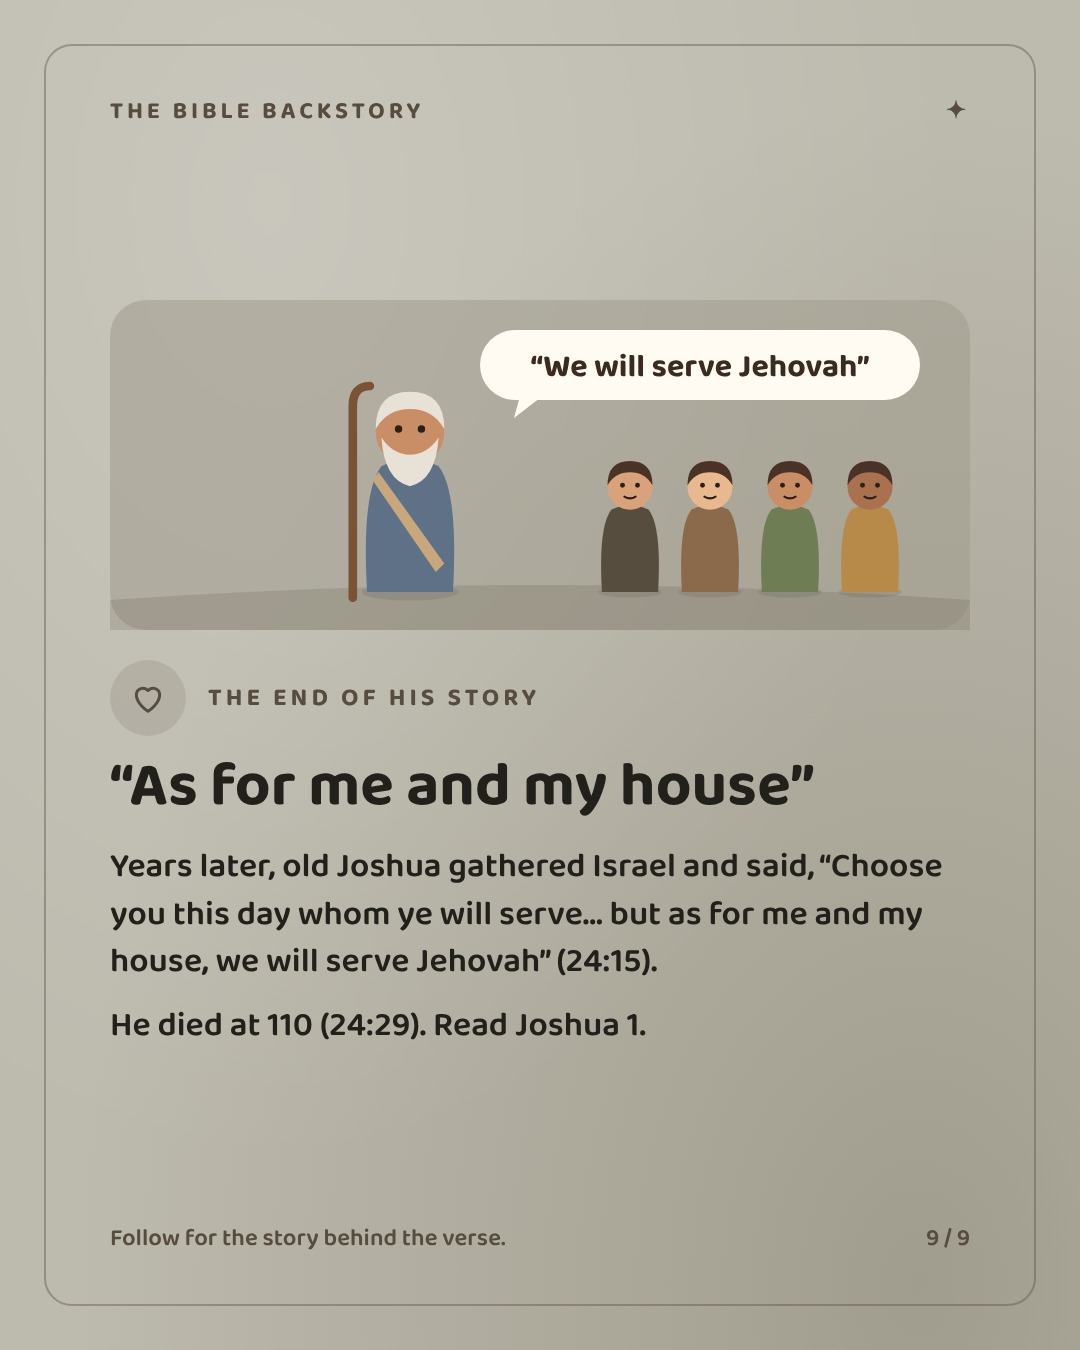 THE BIBLE BACKSTORY ✦
“We will serve Jehovah”
THE END OF HIS STORY
“As for me and my house”
Years later, old Joshua gathered Israel and said, “Choose
you this day whom ye will serve... but as for me and my
house, we will serve Jehovah” (24:15).
He died at 110 (24:29). Read Joshua 1.
Follow for the story behind the verse.
9 / 9